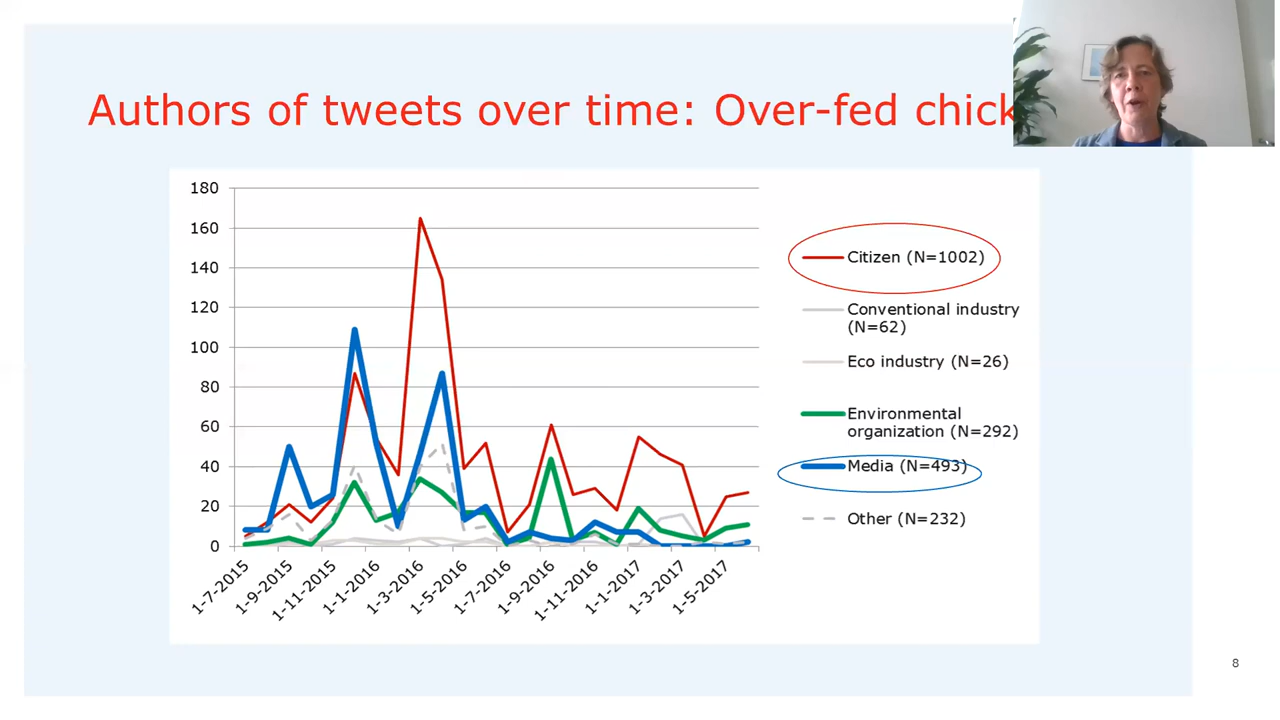 Authors of tweets over time: Over-fed chick
180
160
140
120
100
80
60
40
20
0
1-7-2015
1-9-2015
1-11-2015
1-1-2016
1-3-2016
1-5-2016
1-7-2016
1-9-2016
1-11-2016
1-1-2017
1-3-2017
1-5-2017
Citizen (N=1002)
Conventional industry
(N=62)
Eco industry (N=26)
Environmental
organization (N=292)
Media (N=493)
Other (N=232)
8